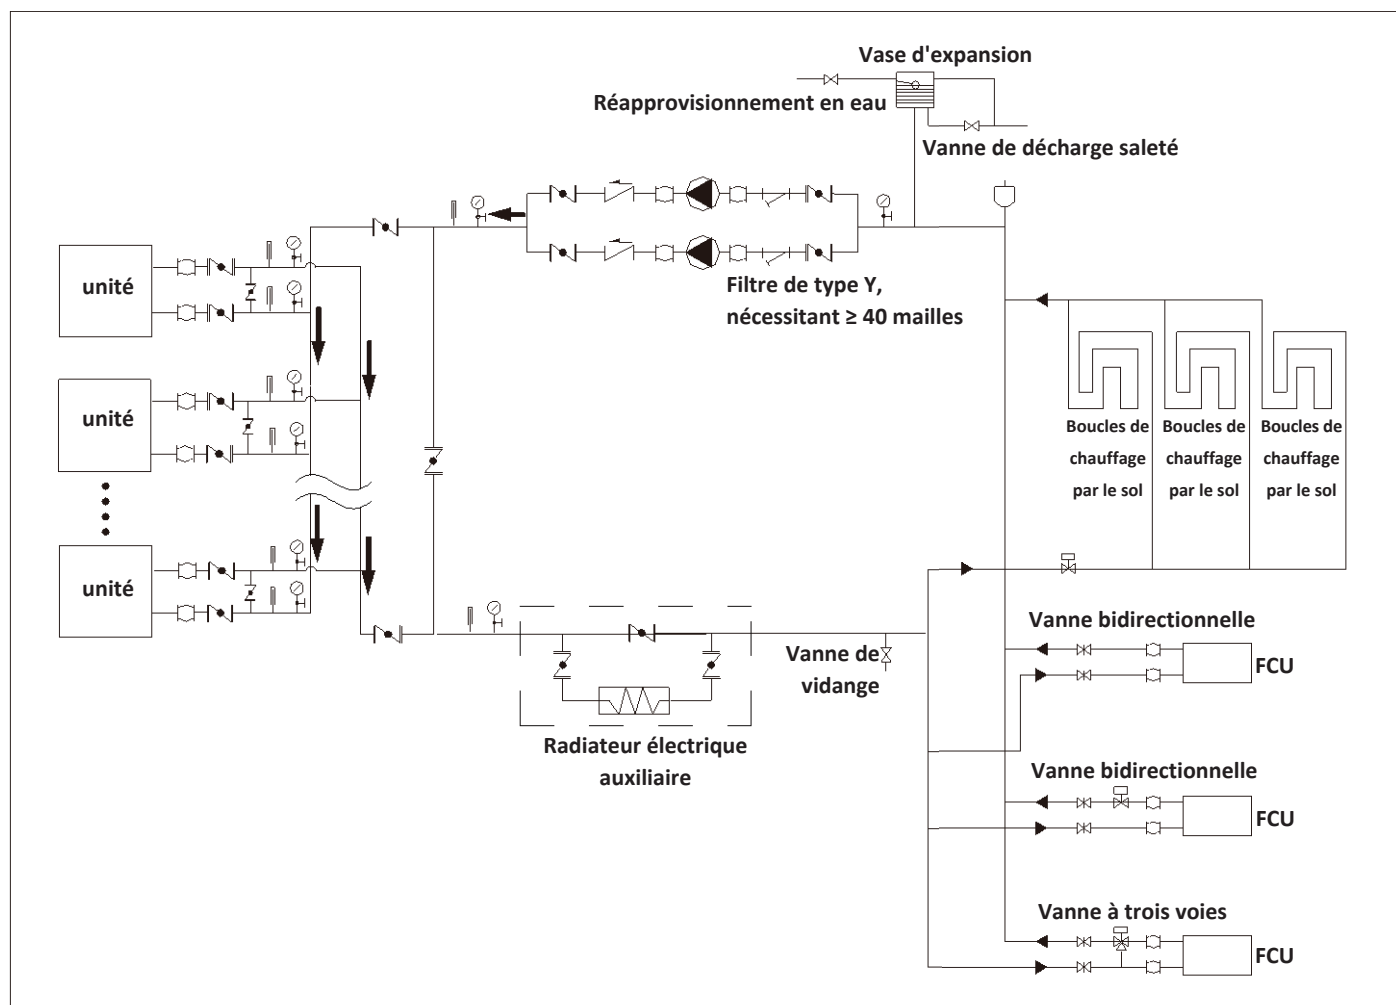 Vase d'expansion
Réapprovisionnement en eau
Vanne de décharge saleté
unité
Filtre de type Y,
nécessitant ≥ 40 mailles
unité
Boucles de
chauffage
par le sol
Boucles de
chauffage
par le sol
Boucles de
chauffage
par le sol
unité
Vanne de
vidange
Radiateur électrique
auxiliaire
Vanne bidirectionnelle
FCU
Vanne bidirectionnelle
FCU
Vanne à trois voies
FCU